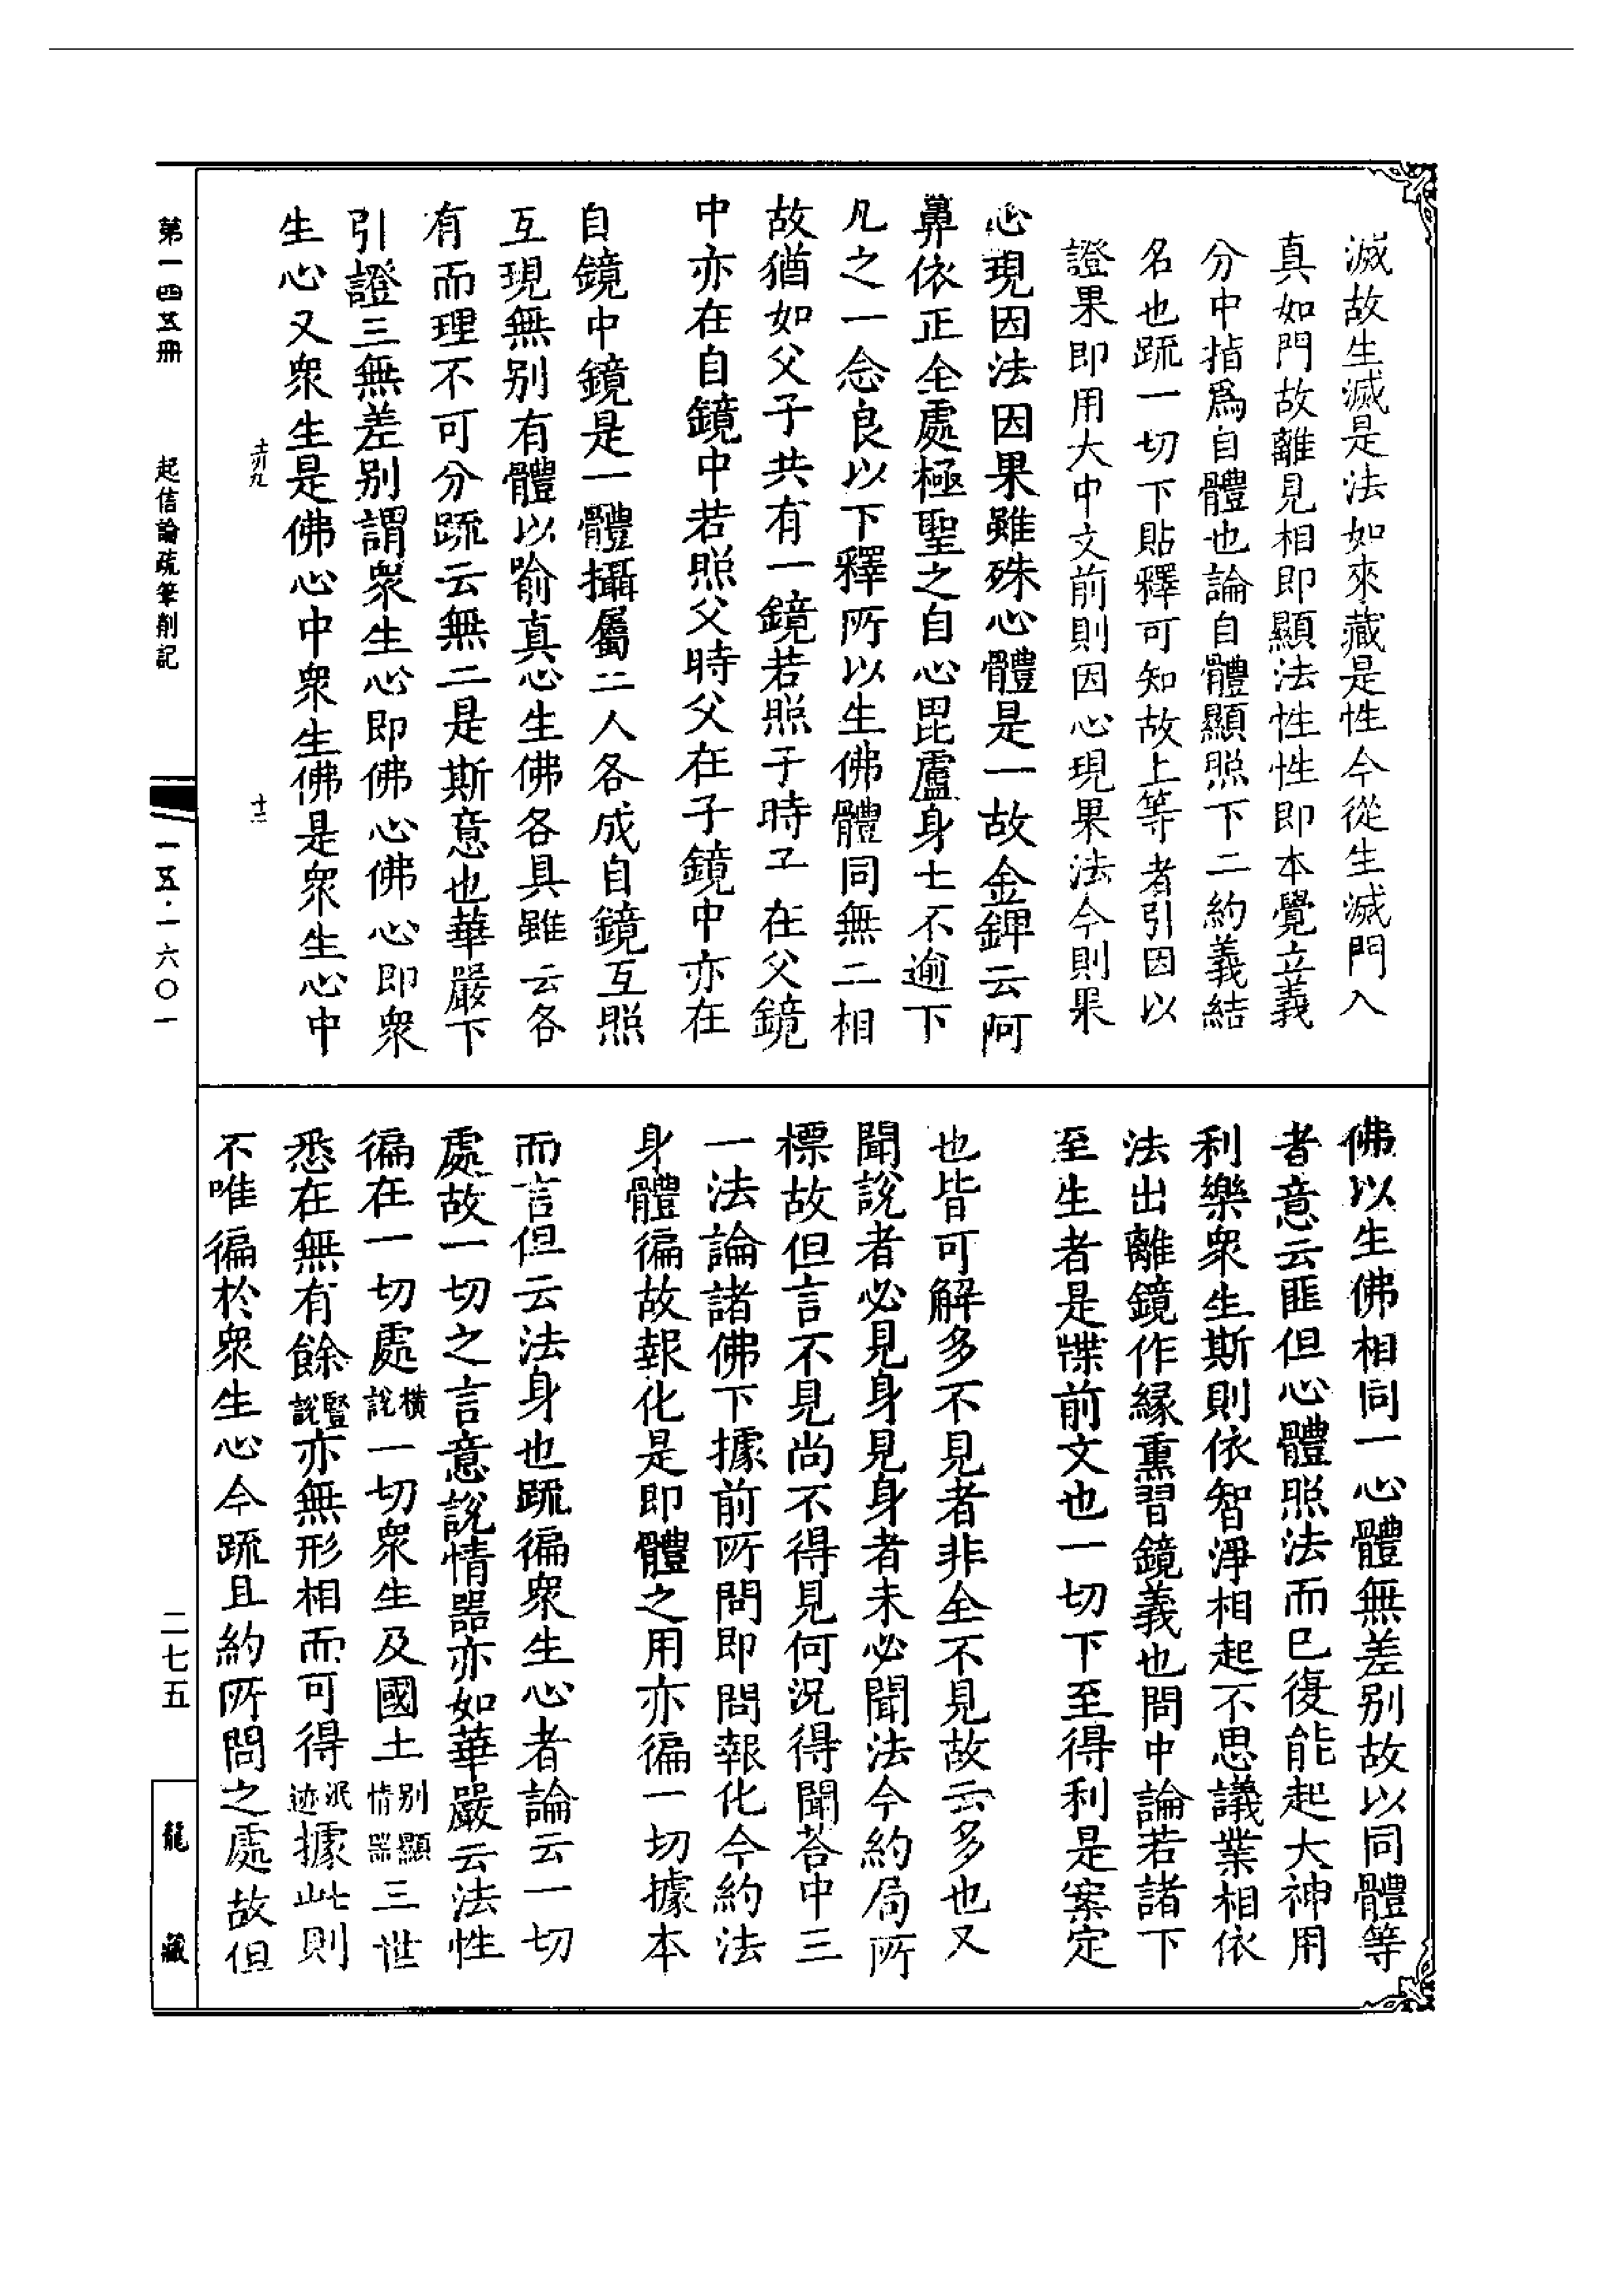 滅故生滅是法如來藏是性今從生滅門入
真如門故離見相即顯法性性即本覺立義
分中指爲自體也論自體顯照下二約義結
名也䟽一切下貼釋可知故上等者引因以
證果即用大中文前則因心現果法今則果
心現因法因果雖殊心體是一故金錍云阿
鼻依正全處極聖之自心毘盧身土不逾下
凡之一念良以下釋所以生佛體同無二相
故猶如父子共有一鏡若照子時子在父鏡
中亦在自鏡中若照父時父在子鏡中亦在
自鏡中鏡是一體攝屬二人各成自鏡互照
互現無别有體以喻真心生佛各具雖云各
有而理不可分䟽云無二是斯意也華嚴下
引證三無差别謂衆生心即佛心佛心即衆
生心又衆生是佛心中衆生佛是衆生心中
佛以生佛相同一心體無差别故以同體等
者意云匪但心體照法而已復能起大神用
利樂衆生斯則依智淨相起不思議業相依
法出離鏡作緣熏習鏡義也問中論若諸下
至生者是牒前文也一切下至得利是案定
也皆可解多不見者非全不見故云多也又
聞說者必見身見身者未必聞法今約局所
標故但言不見尚不得見何況得聞荅中三
一法論諸佛下據前所問即問報化今約法
身體徧故報化是即體之用亦徧一切據本
而言但云法身也䟽徧衆生心者論云一切
處故一切之言意說情器亦如華嚴云法性
徧在一切處橫說一切衆生及國土别顯情器三世
悉在無有餘豎說亦無形相而可得泯迹據此則
不唯徧於衆生心今䟽且約所問之處故但
第一四五冊
起信論疏筆削記
一五·一六〇一
二七五
龍藏